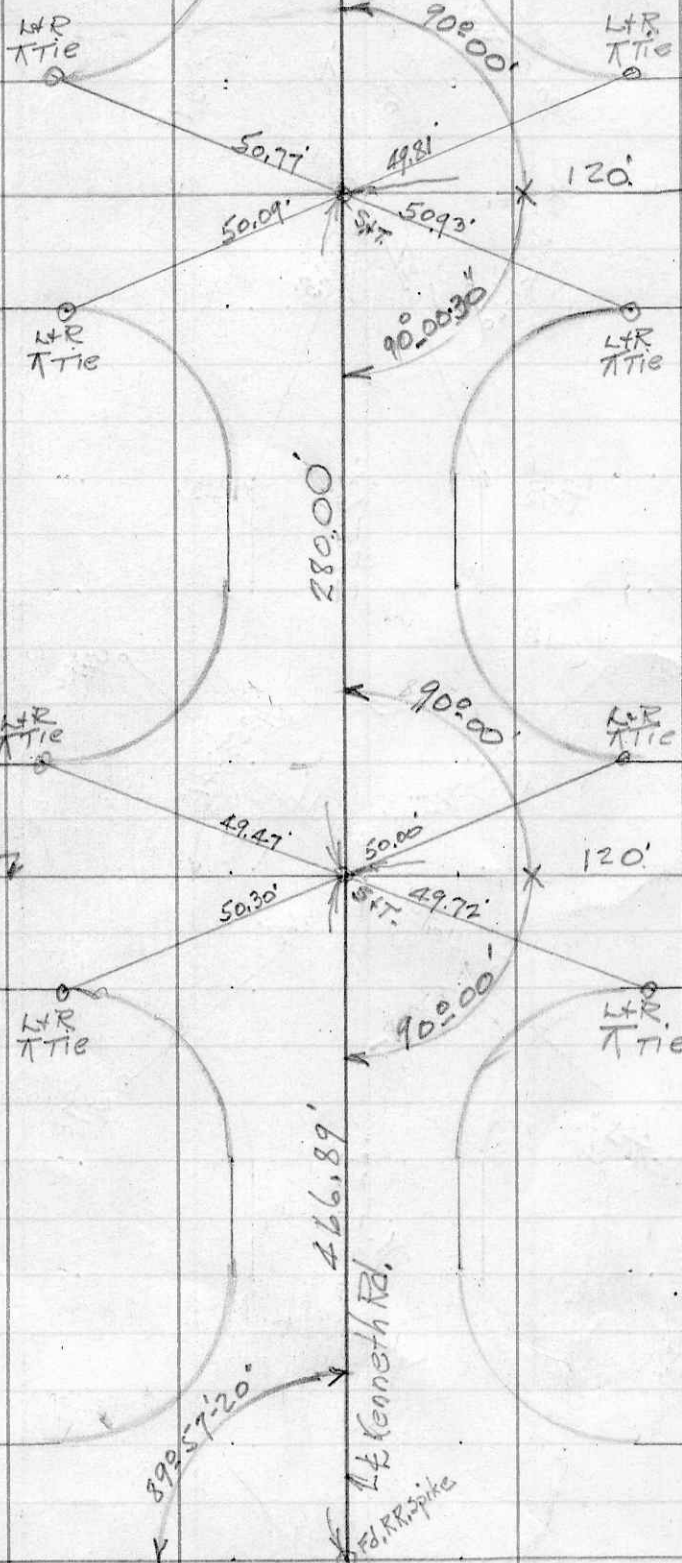 L+R
π Tie
90°00'
L+R
π Tie
50.77'
49.81'
120'
50.09'
S.+T.
50.93'
L+R
π Tie
90°-00'-30"
L+R
π Tie
280.00'
90°00'
L+R
π Tie
L+R
π Tie
49.47'
50.00'
120'
50.30'
S+T.
49.72'
L+R
π Tie
90°00'
L+R
π Tie
466.89'
Kenneth Rd.
89°-57'-20"
Fd. RR. Spike